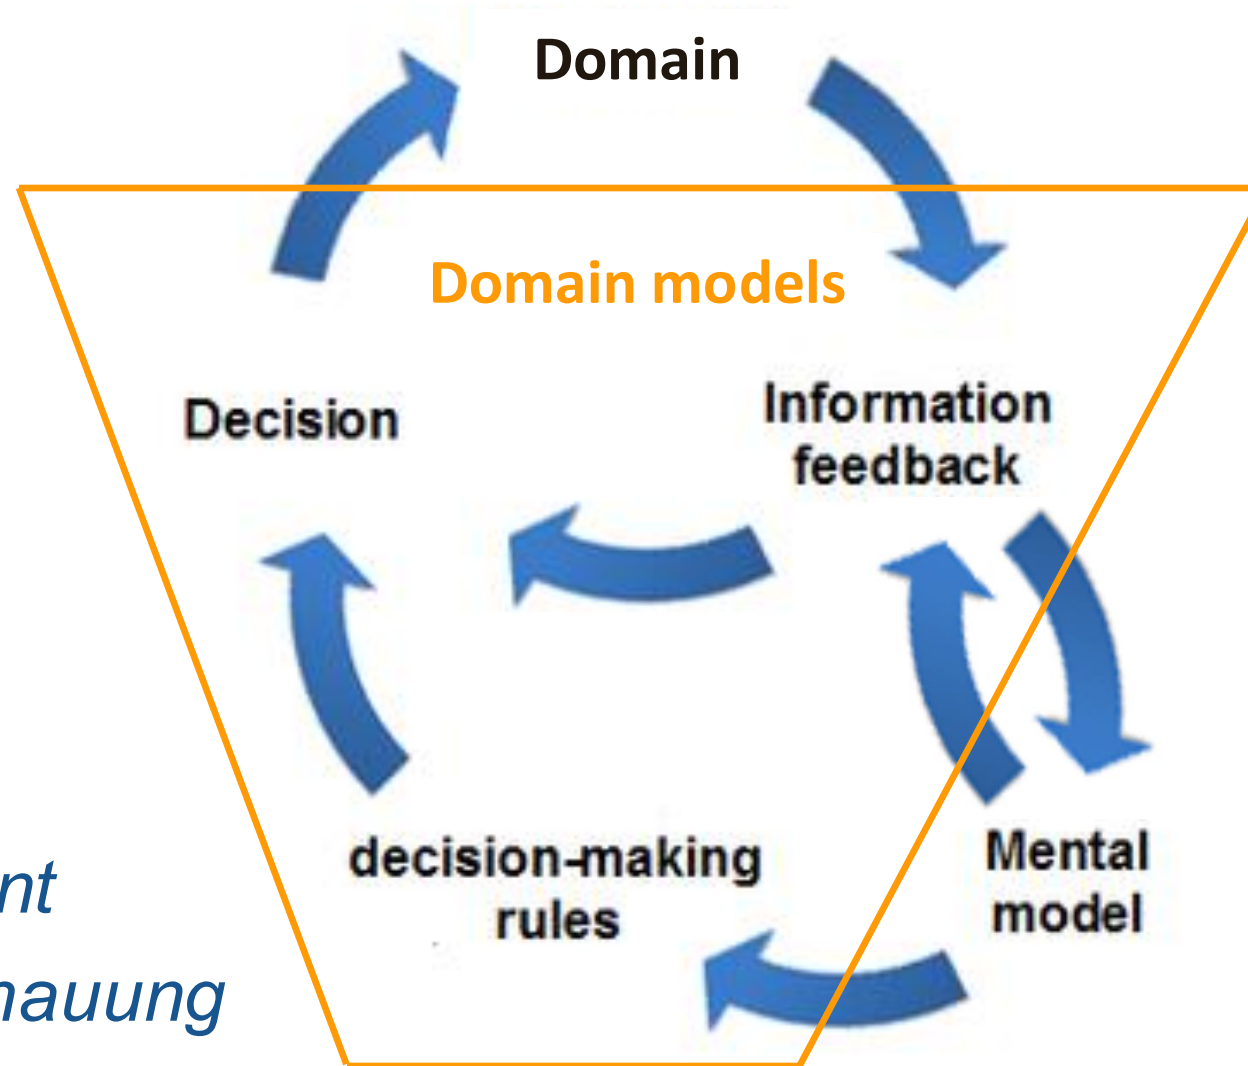 Domain
Domain models
Decision
Information
feedback
decision-making
rules
Mental
model